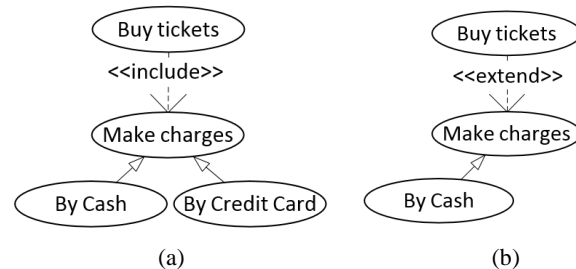 Buy tickets
<<include>>
Make charges
By Cash
By Credit Card
(a)
Buy tickets
<<extend>>
Make charges
By Cash
(b)